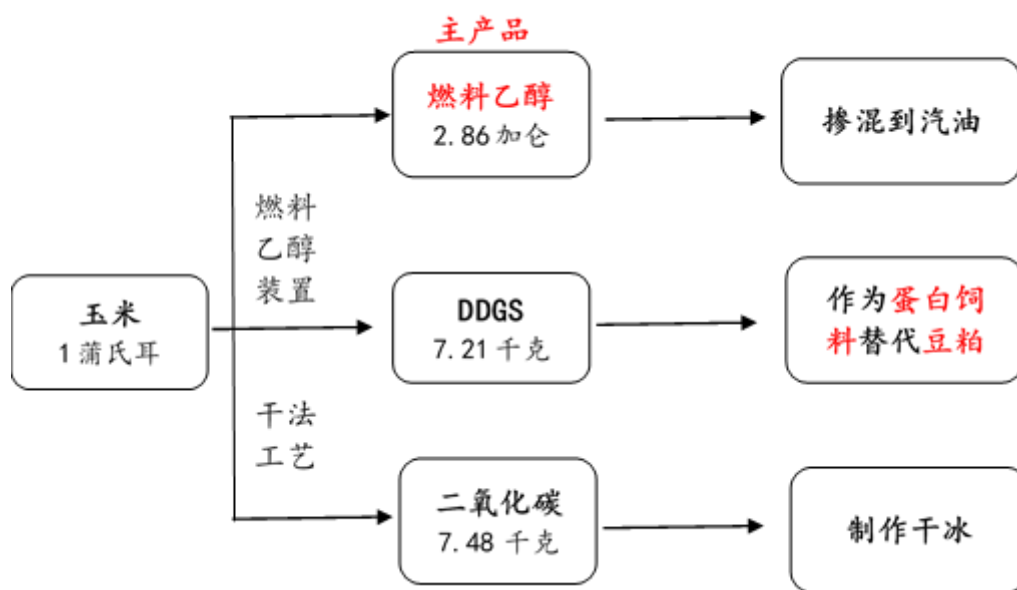 主产品
燃料乙醇
2.86加仑
掺混到汽油
燃料
乙醇
装置
玉米
1蒲氏耳
DDGS
7.21千克
作为蛋白饲
料替代豆粕
干法
工艺
二氧化碳
7.48 千克
制作干冰